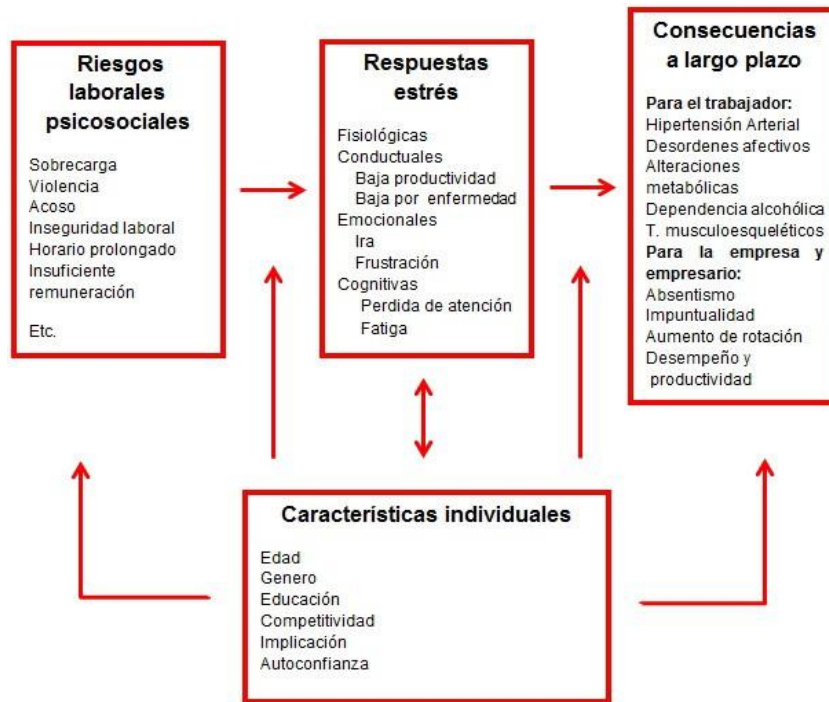 Riesgos
laborales
psicosociales
Sobrecarga
Violencia
Acoso
Inseguridad laboral
Horario prolongado
Insuficiente
remuneración
Etc.
Respuestas
estrés
Fisiológicas
Conductuales
Baja productividad
Baja por enfermedad
Emocionales
Ira
Frustración
Cognitivas
Perdida de atención
Fatiga
Consecuencias
a largo plazo
Para el trabajador:
Hipertensión Arterial
Desordenes afectivos
Alteraciones
metabólicas
Dependencia alcohólica
T. musculoesqueléticos
Para la empresa y
empresario:
Absentismo
Impuntualidad
Aumento de rotación
Desempeño y
productividad
Características individuales
Edad
Genero
Educación
Competitividad
Implicación
Autoconfianza